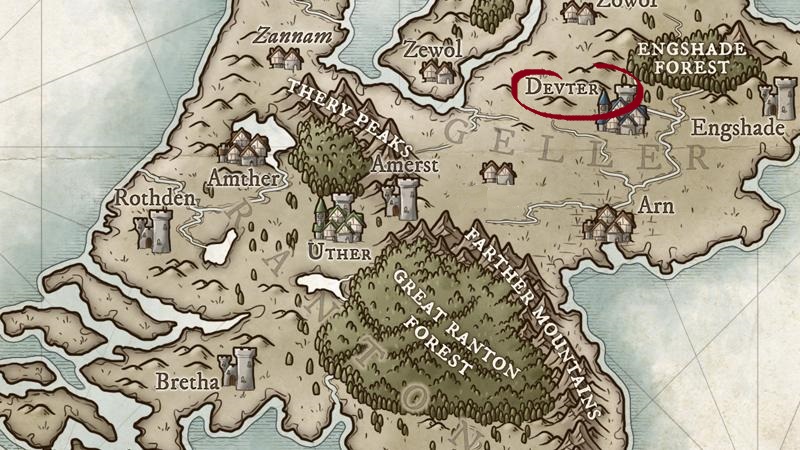 Zowol
Zannam
Zewol
ENGSHADE
FOREST
THERY PEAKS
DEVTER
GELLER
Engshade
Amther
Amerst
Rothden
Arn
UTHER
RANTON
FARTHER MOUNTAINS
GREAT RANTON
FOREST
Bretha